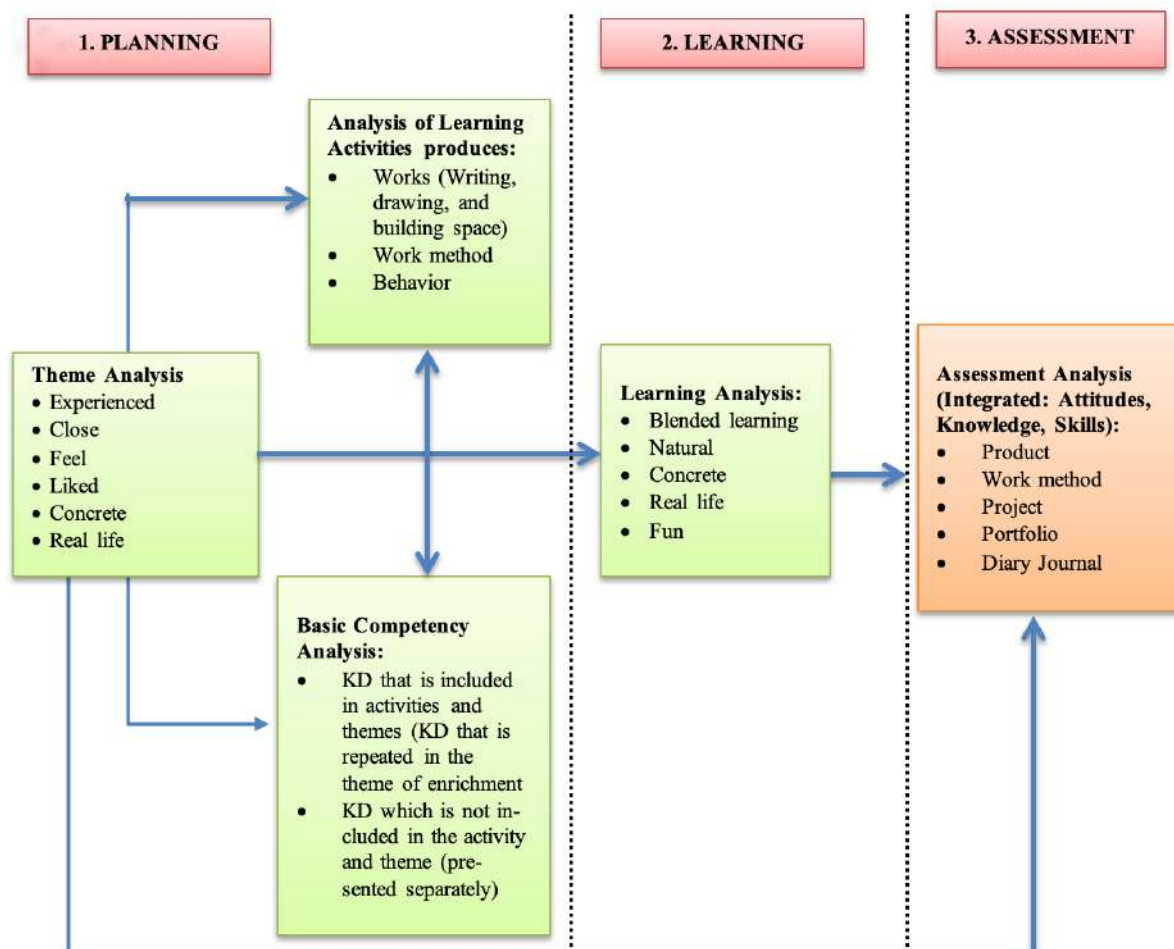 1. PLANNING
2. LEARNING
3. ASSESSMENT
Analysis of Learning
Activities produces:
• Works (Writing,
drawing, and
building space)
• Work method
• Behavior
Theme Analysis
• Experienced
• Close
• Feel
• Liked
• Concrete
• Real life
Basic Competency
Analysis:
• KD that is included
in activities and
themes (KD that is
repeated in the
theme of enrichment
• KD which is not in-
cluded in the activity
and theme (pre-
sented separately)
Learning Analysis:
• Blended learning
• Natural
• Concrete
• Real life
• Fun
Assessment Analysis
(Integrated: Attitudes,
Knowledge, Skills):
• Product
• Work method
• Project
• Portfolio
• Diary Journal